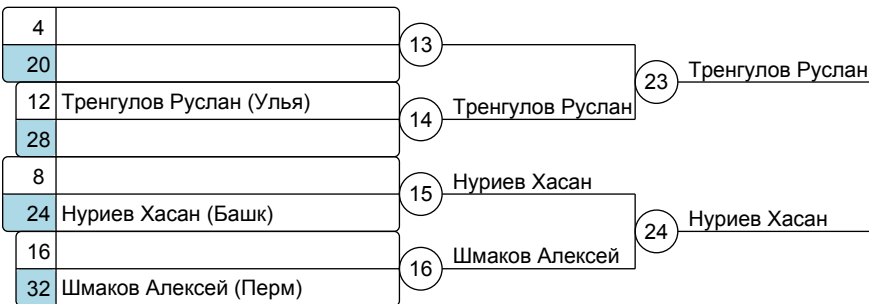 4
13
20
23 Тренгулов Руслан
12 Тренгулов Руслан (Улья)
14 Тренгулов Руслан
28
8
15 Нуриев Хасан
24 Нуриев Хасан (Башк)
24 Нуриев Хасан
16
16 Шмаков Алексей
32 Шмаков Алексей (Перм)